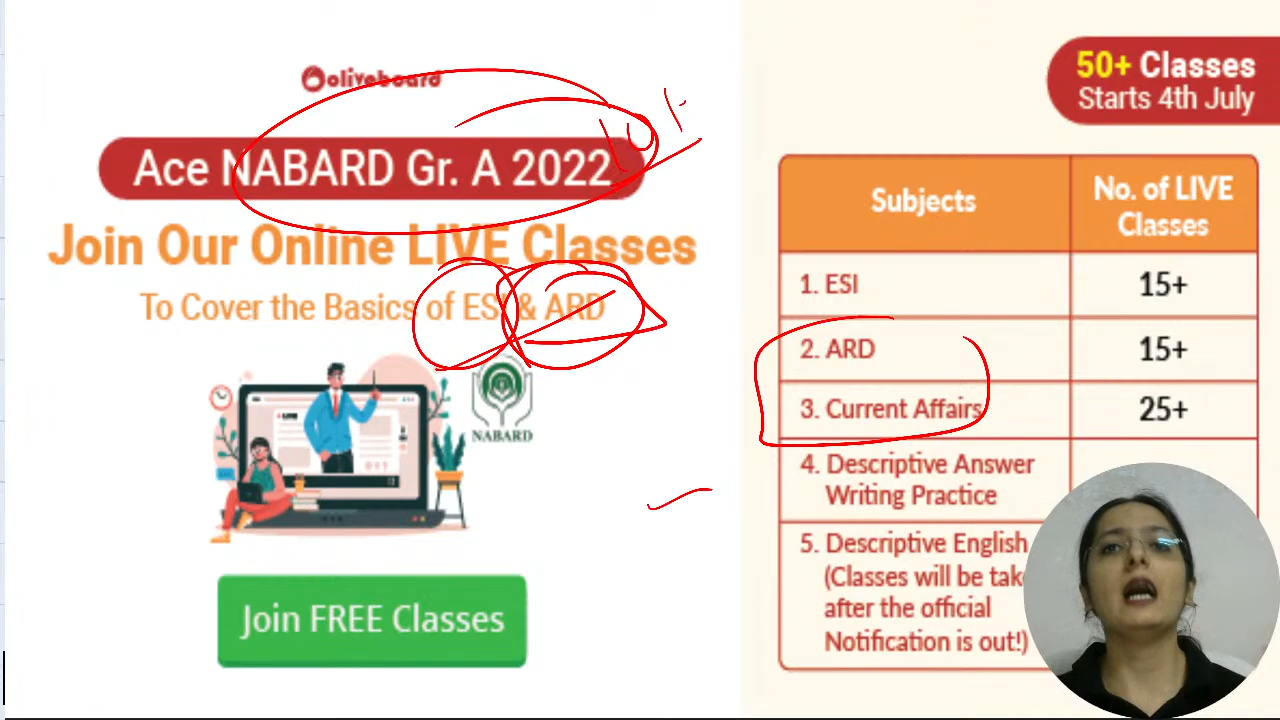 oliveboard
Ace NABARD Gr. A 2022
Join Our Online LIVE Classes
To Cover the Basics of ESI & ARD
LIVE
NABARD
Join FREE Classes
50+ Classes
Starts 4th July
Subjects
No. of LIVE
Classes
1. ESI
15+
2. ARD
15+
3. Current Affairs
25+
4. Descriptive Answer
Writing Practice
5. Descriptive English
(Classes will be
after the official
Notification is out!)